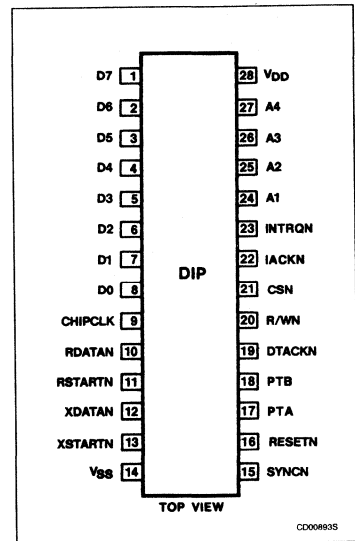 D7 1 28 VDD
D6 2 27 A4
D5 3 26 A3
D4 4 25 A2
D3 5 24 A1
D2 6 23 INTRQN
D1 7 22 IACKN
DIP
D0 8 21 CSN
CHIPCLK 9 20 R/WN
RDATAN 10 19 DTACKN
RSTARTN 11 18 PTB
XDATAN 12 17 PTA
XSTARTN 13 16 RESETN
VSS 14 15 SYNCN
TOP VIEW
CD00893S